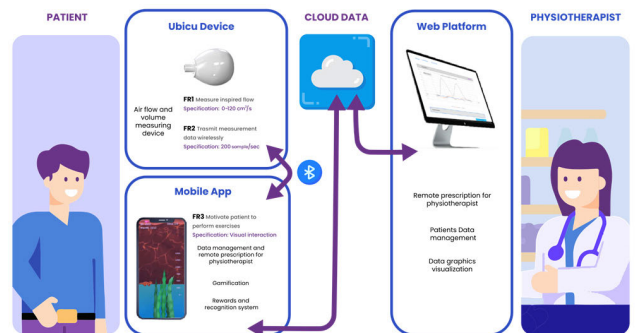 PATIENT
Ubicu Device
CLOUD DATA
Web Platform
PHYSIOTHERAPIST
FR1 Measure inspired flow
Specification: 0-120 cm³/s
Air flow and
volume
measuring
device
FR2 Trasmit measurement
data wirelessly
Specification: 200 sample/sec
Mobile App
FR3 Motivate patient to
perform exercises
Specification: Visual Interaction
Data management and
remote prescription for
physiotherapist
Gamification
Rewards and
recognition system
Remote prescription for
physiotherapist
Patients Data
management
Data graphics
visualization